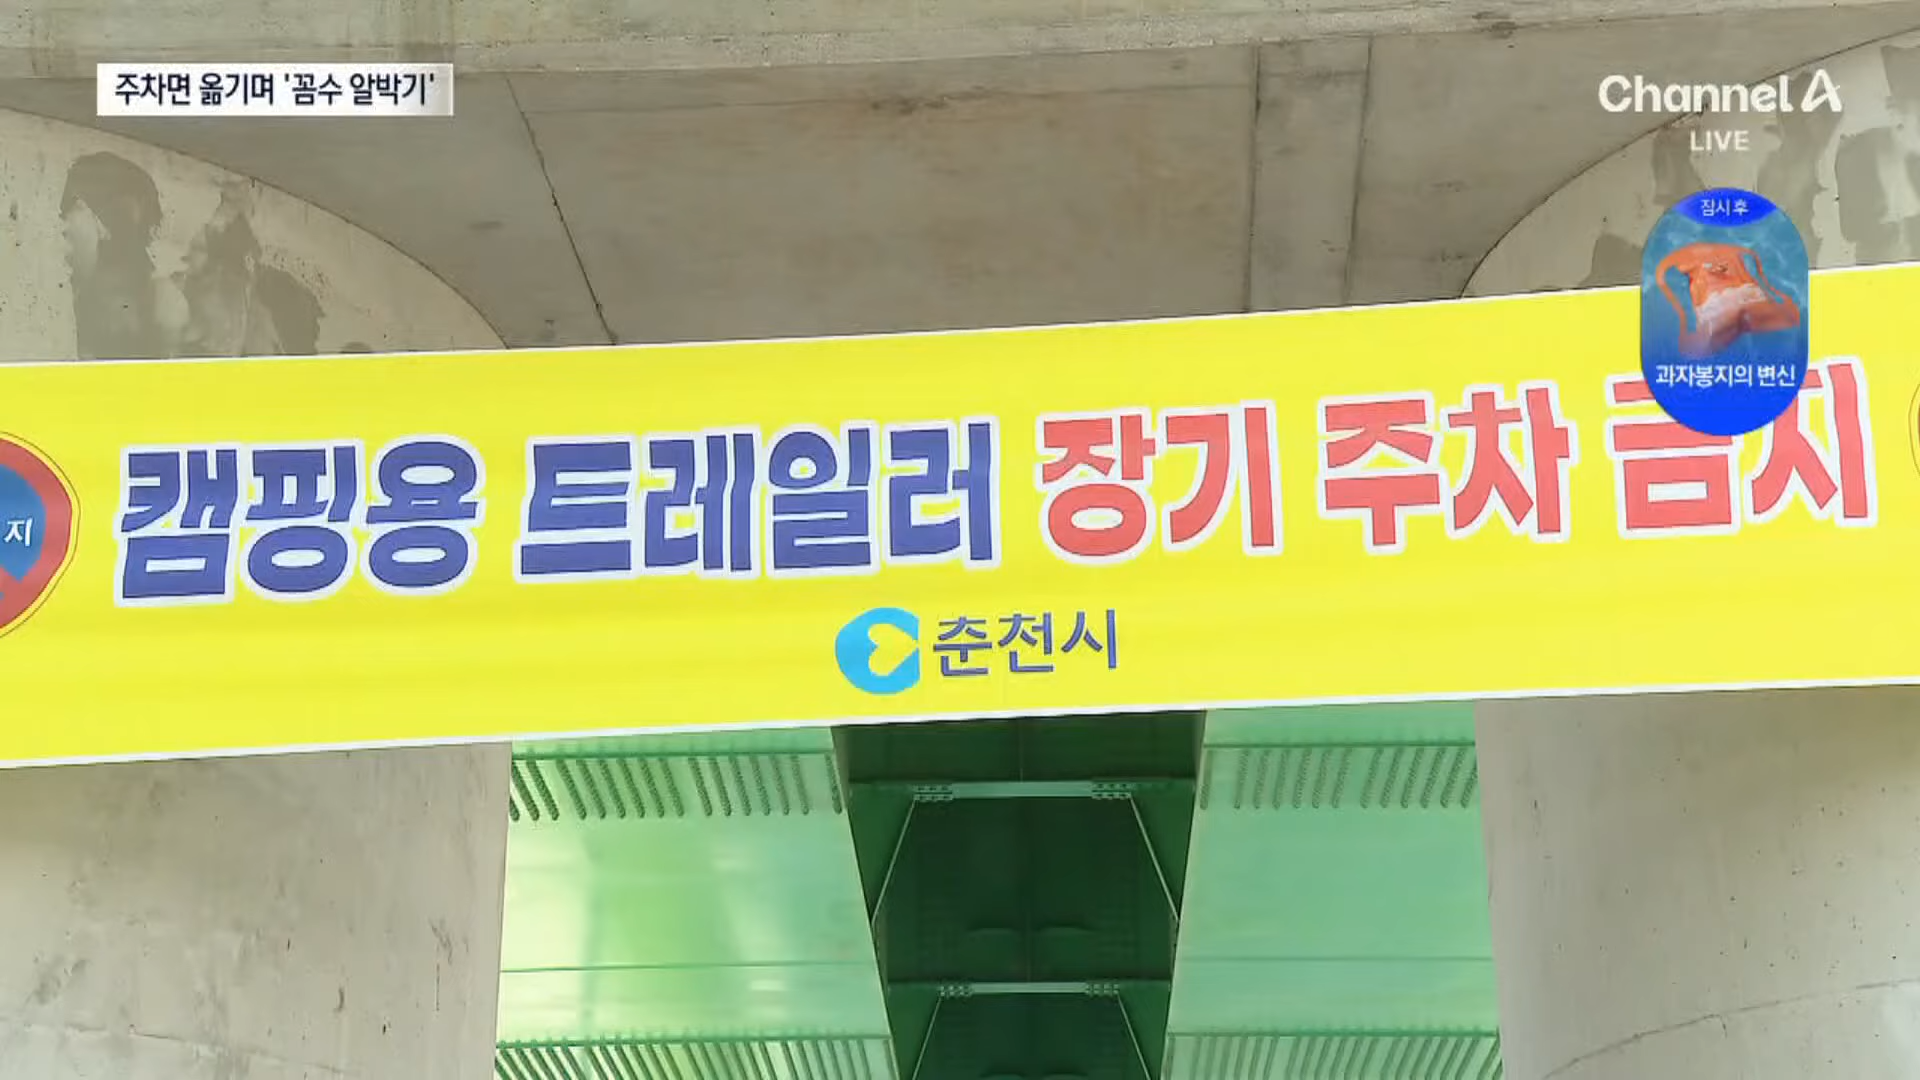 주차면 옮기며 '꼼수 알박기'
Channel A
LIVE
잠시 후
과자봉지의 변신
지
캠핑용 트레일러 장기 주차 금지
춘천시